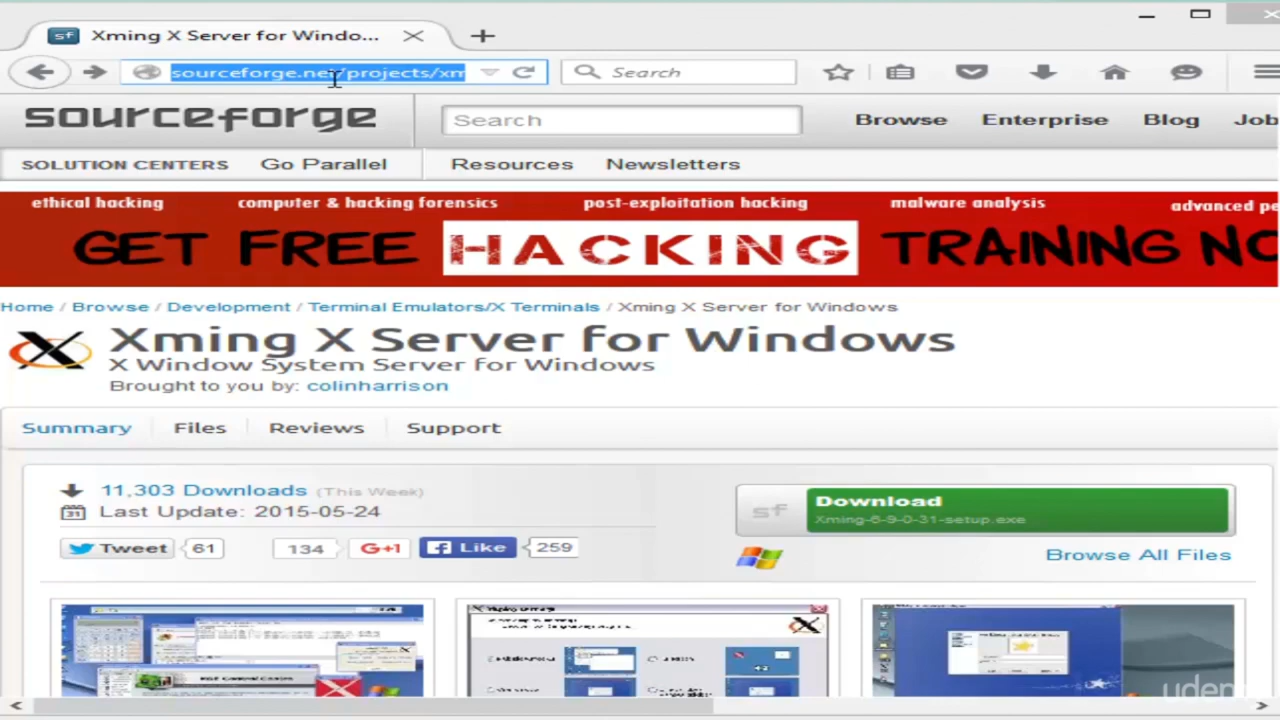 Xming X Server for Windo...
sourceforge.net/projects/xm
Search
sourceforge
Search
Browse
Enterprise
Blog
Job
SOLUTION CENTERS
Go Parallel
Resources
Newsletters
ethical hacking
computer & hacking forensics
post-exploitation hacking
malware analysis
advanced pe
GET FREE HACKING TRAINING NO
Home / Browse / Development / Terminal Emulators/X Terminals / Xming X Server for Windows
Xming X Server for Windows
X Window System Server for Windows
Brought to you by: colinharrison
Summary
Files
Reviews
Support
11,303 Downloads (This Week)
Last Update: 2015-05-24
Tweet
61
134
G+1
Like
259
sf
Download
Xming-6-9-0-31-setup.exe
Browse All Files
udemy